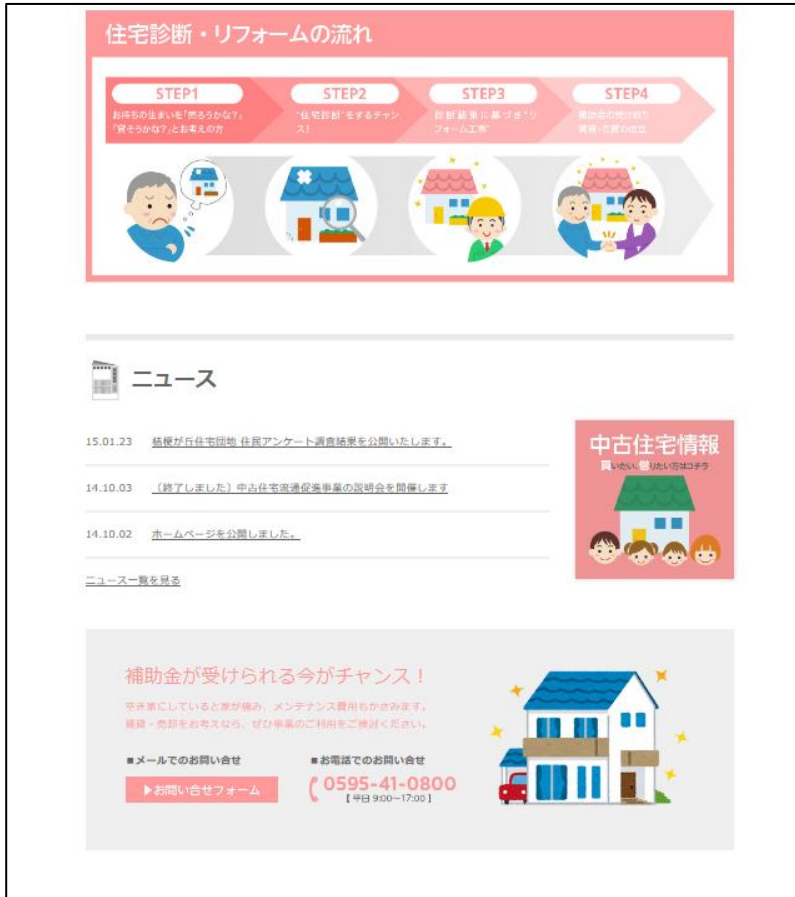 住宅診断・リフォームの流れ
STEP1
お持ちの住まいを「売ろうかな?」
「貸そうかな?」とお考えの方
STEP2
"住宅診断"をするチャン
ス!
STEP3
診断結果に基づき"リ
フォーム工事"
STEP4
補助金の受け取り
賃貸・売買の成立
ニュース
15.01.23 桔梗が丘住宅団地 住民アンケート調査結果を公開いたします。
14.10.03 〔終了しました〕中古住宅流通促進事業の説明会を開催します
14.10.02 ホームページを公開しました。
ニュース一覧を見る
中古住宅情報
買いたい、借りたい方はコチラ
補助金が受けられる今がチャンス!
空き家にしていると家が痛み、メンテナンス費用もかさみます。
賃貸・売却をお考えなら、ぜひ事業のご利用をご検討ください。
■メールでのお問い合せ
▶お問い合せフォーム
■お電話でのお問い合せ
0595-41-0800
【 平日 9:00~17:00 】